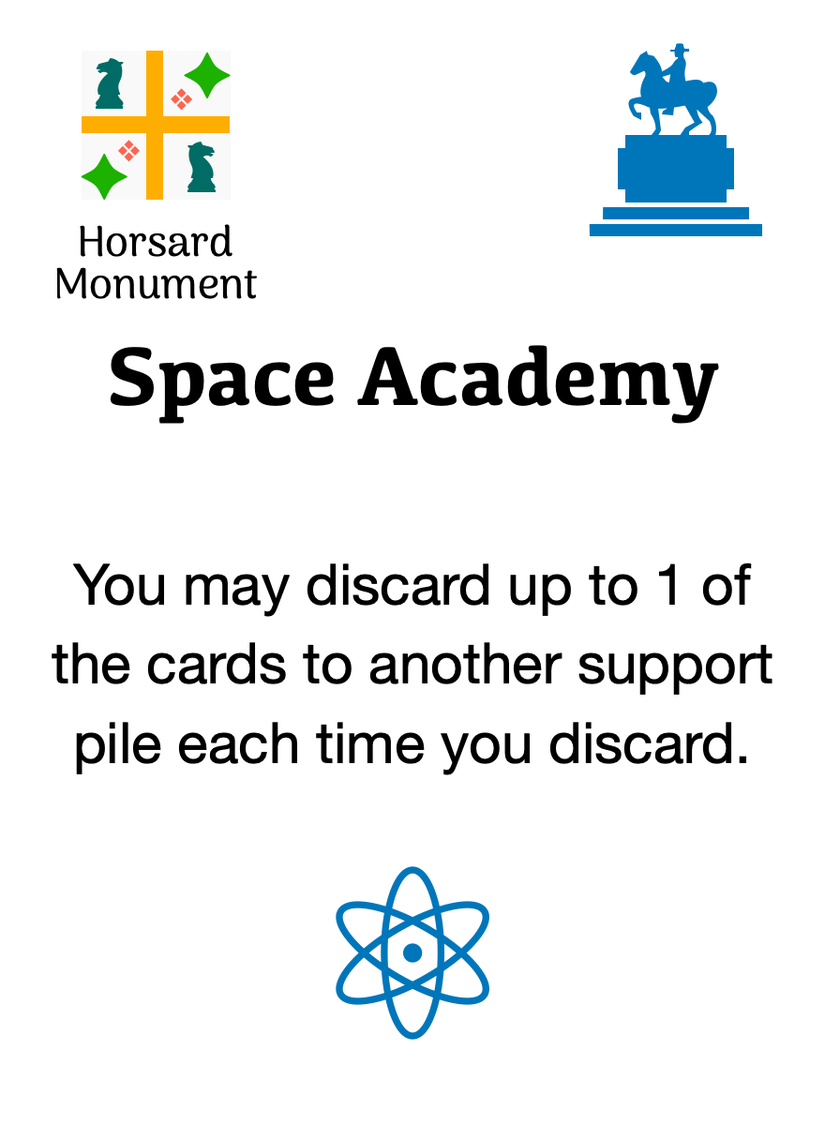 Horsard
Monument
Space Academy
You may discard up to 1 of
the cards to another support
pile each time you discard.